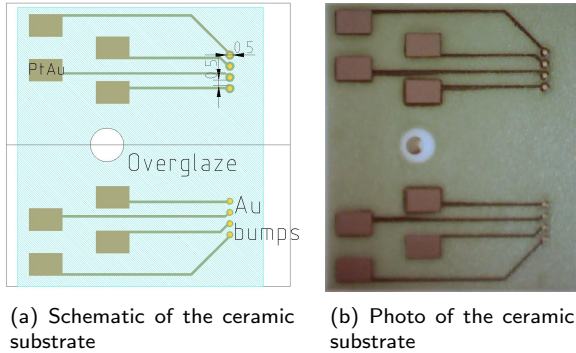 0.5
0.5
PtAu
Overglaze
Au
bumps
(a) Schematic of the ceramic
substrate
(b) Photo of the ceramic
substrate